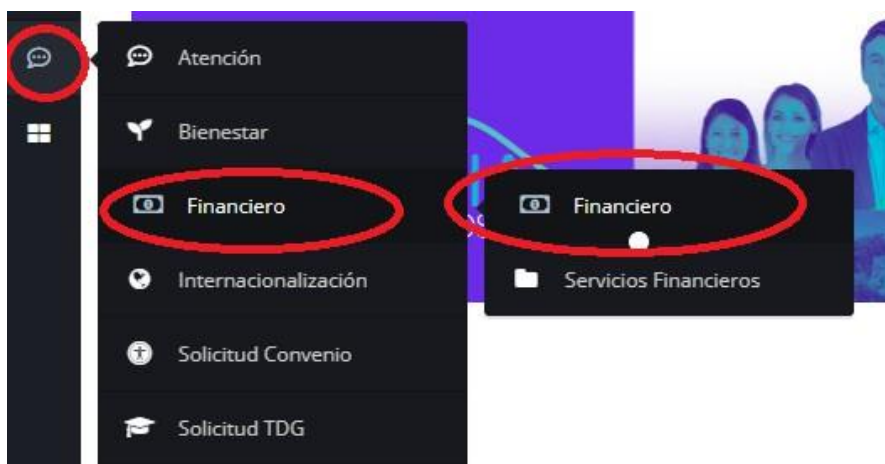 Atención
Bienestar
Financiero
Financiero
Internacionalización
Servicios Financieros
Solicitud Convenio
Solicitud TDG